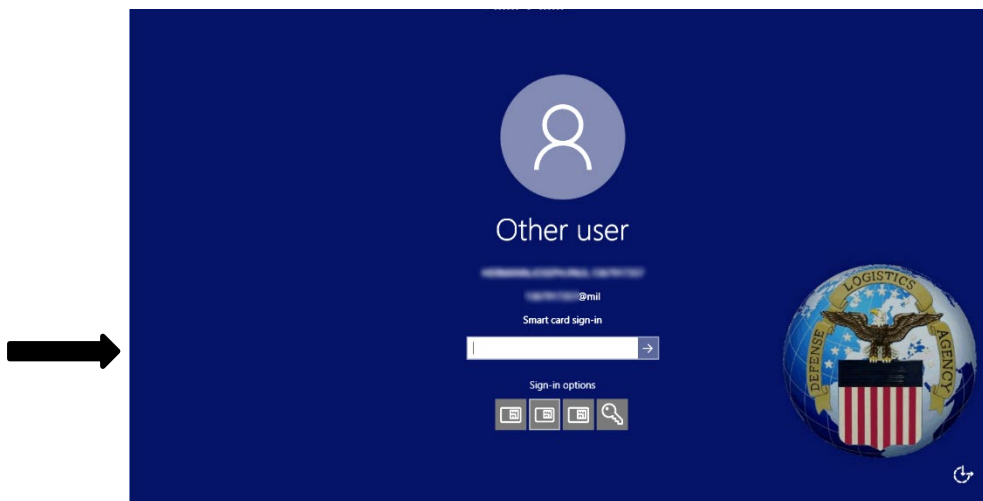 Other user
@mil
Smart card sign-in
Sign-in options
DEFENSE LOGISTICS AGENCY